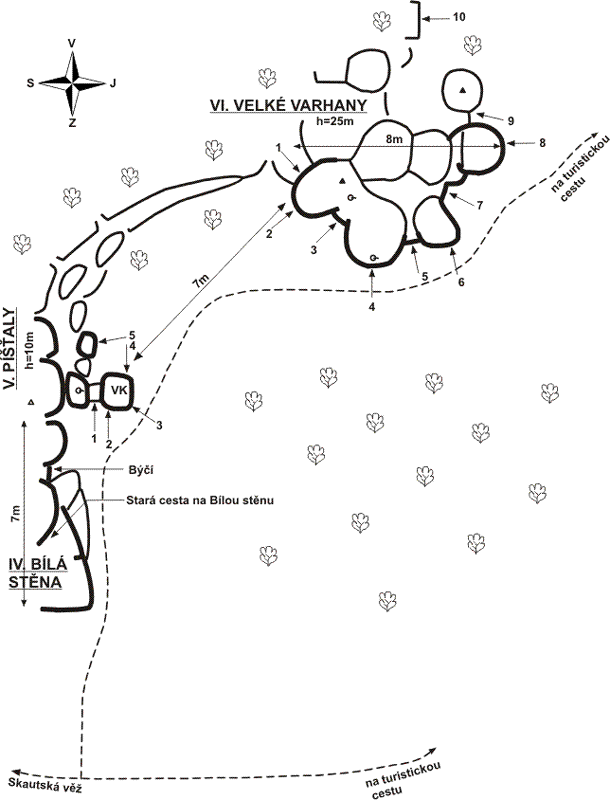 10
V
S
J
Z
VI. VELKÉ VARHANY
h=25m
9
1
8m
8
na turistickou
cestu
7
2
3
5
6
4
7m
V. PÍŠŤALY
h=10m
5
4
VK
1
2
3
Býčí
7m
Stará cesta na Bílou stěnu
IV. BÍLÁ
STĚNA
Skautská věž
na turistickou
cestu